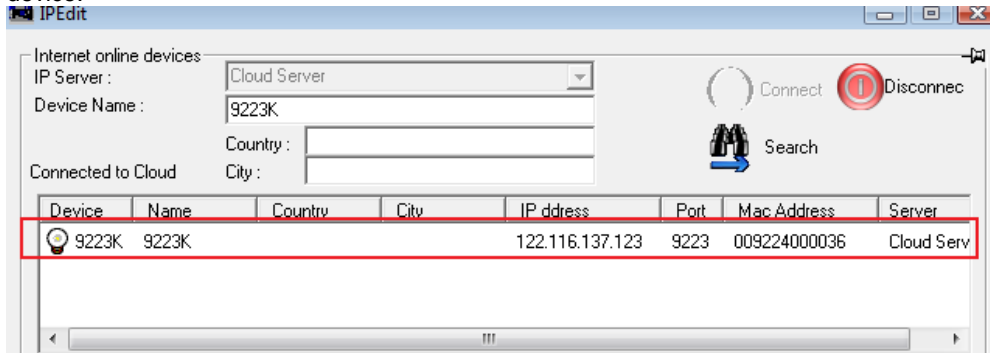 IPEdit
Internet online devices
IP Server : Cloud Server Connect Disconnec
Device Name : 9223K
Country : Search
Connected to Cloud City :
Device Name Country City IP ddress Port Mac Address Server
9223K 9223K 122.116.137.123 9223 009224000036 Cloud Serv